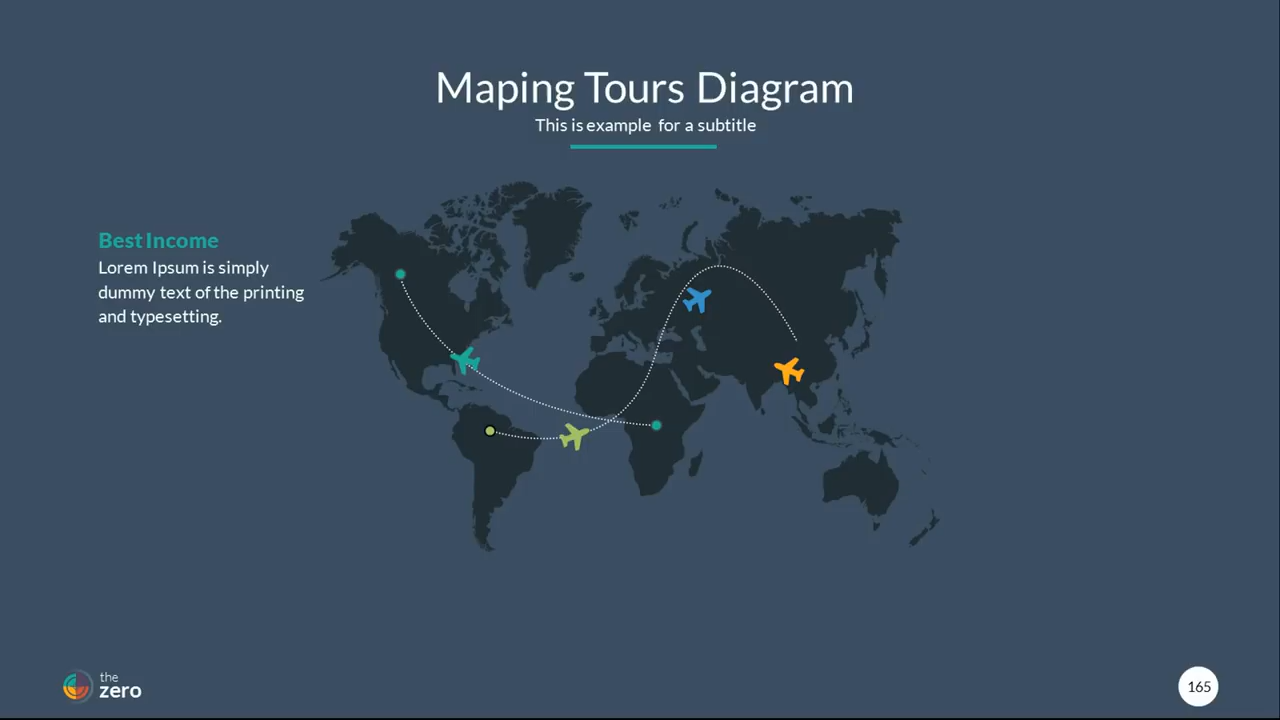 Maping Tours Diagram
This is example for a subtitle
Best Income
Lorem Ipsum is simply
dummy text of the printing
and typesetting.
the
zero
165